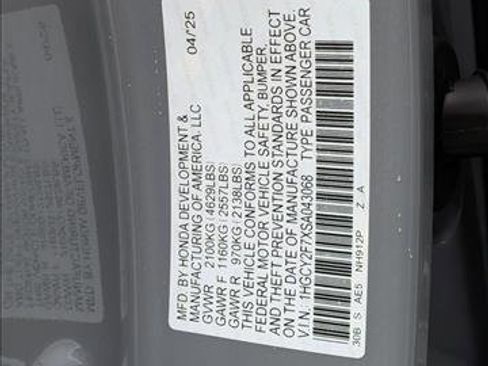 MFD. BY HONDA DEVELOPMENT & 04/25
MANUFACTURING OF AMERICA, LLC
GVWR 2100KG(4629LBS)
GAWR F 1160KG(2557LBS)
GAWR R 970KG(2138LBS)
THIS VEHICLE CONFORMS TO ALL APPLICABLE
FEDERAL MOTOR VEHICLE SAFETY, BUMPER,
AND THEFT PREVENTION STANDARDS IN EFFECT
ON THE DATE OF MANUFACTURE SHOWN ABOVE.
V.I.N. 1HGCY2F7XSA043068 TYPE PASSENGER CAR
30B S AE5 NH912P Z A